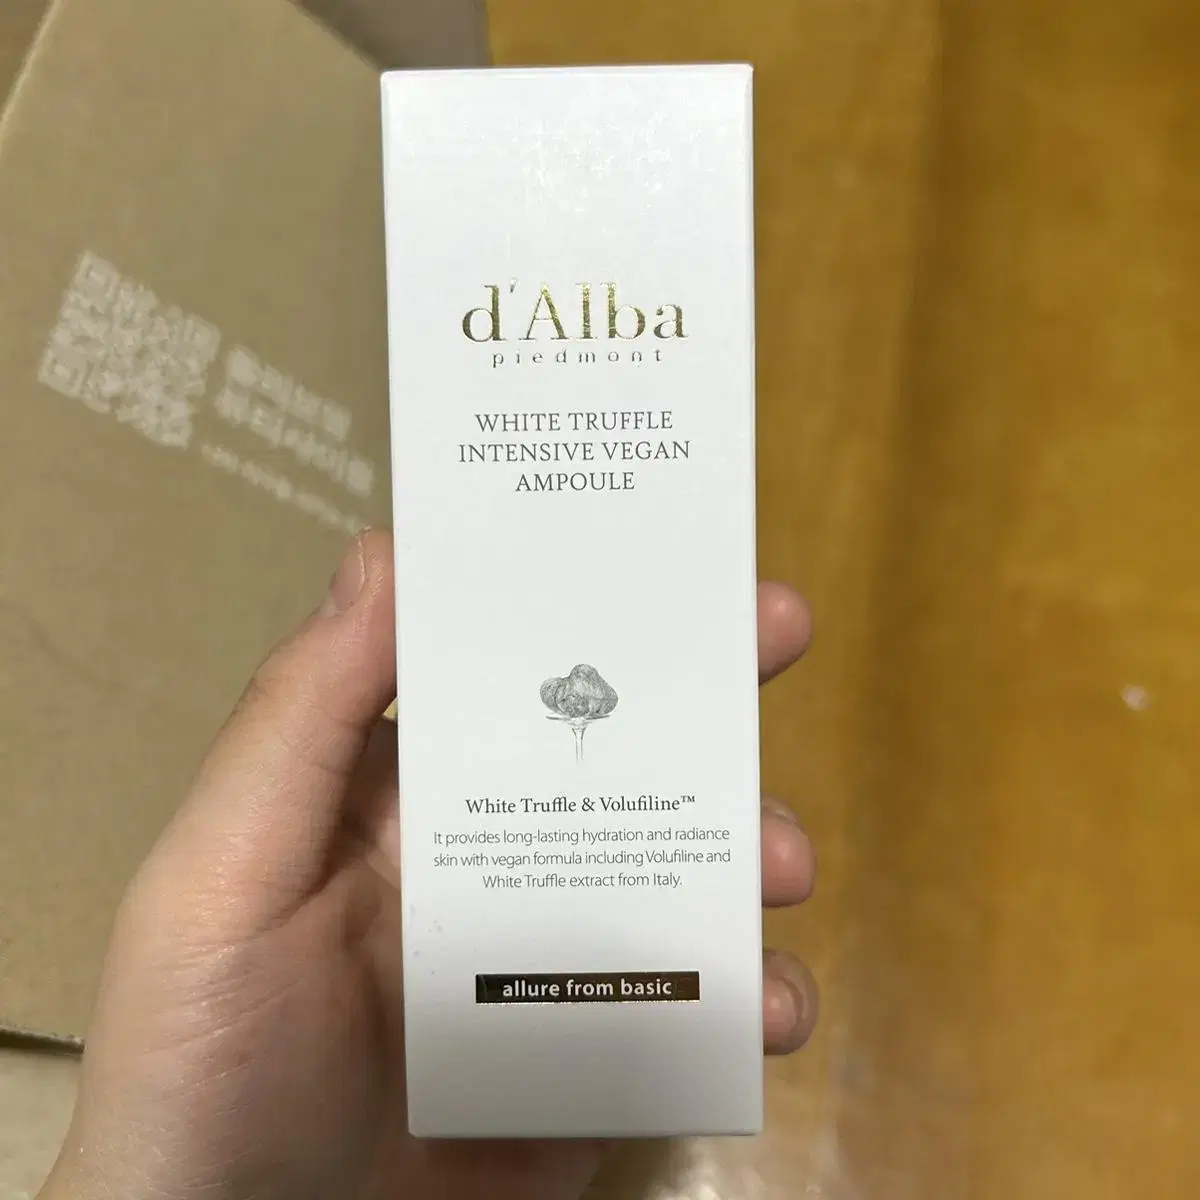 d'Alba
piedmont
WHITE TRUFFLE
INTENSIVE VEGAN
AMPOULE
White Truffle & Volufiline™
It provides long-lasting hydration and radiance
skin with vegan formula including Volufiline and
White Truffle extract from Italy.
allure from basic